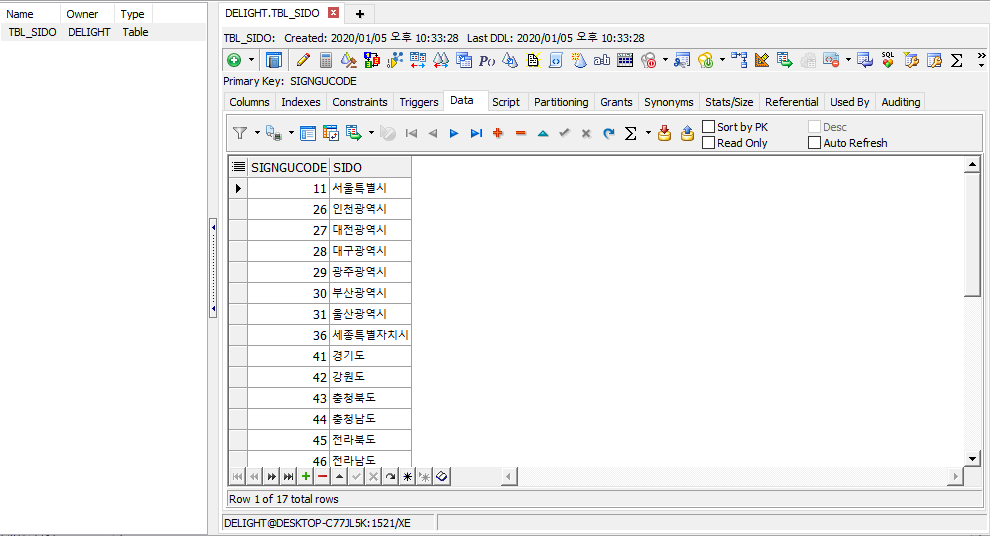 Name Owner Type
TBL_SIDO DELIGHT Table
DELIGHT.TBL_SIDO
TBL_SIDO: Created: 2020/01/05 오후 10:33:28 Last DDL: 2020/01/05 오후 10:33:28
Primary Key: SIGNGUCODE
Columns Indexes Constraints Triggers Data Script Partitioning Grants Synonyms Stats/Size Referential Used By Auditing
Sort by PK Desc
Read Only Auto Refresh
SIGNGUCODE SIDO
11 서울특별시
26 인천광역시
27 대전광역시
28 대구광역시
29 광주광역시
30 부산광역시
31 울산광역시
36 세종특별자치시
41 경기도
42 강원도
43 충청북도
44 충청남도
45 전라북도
46 전라남도
Row 1 of 17 total rows
DELIGHT@DESKTOP-C77JL5K:1521/XE